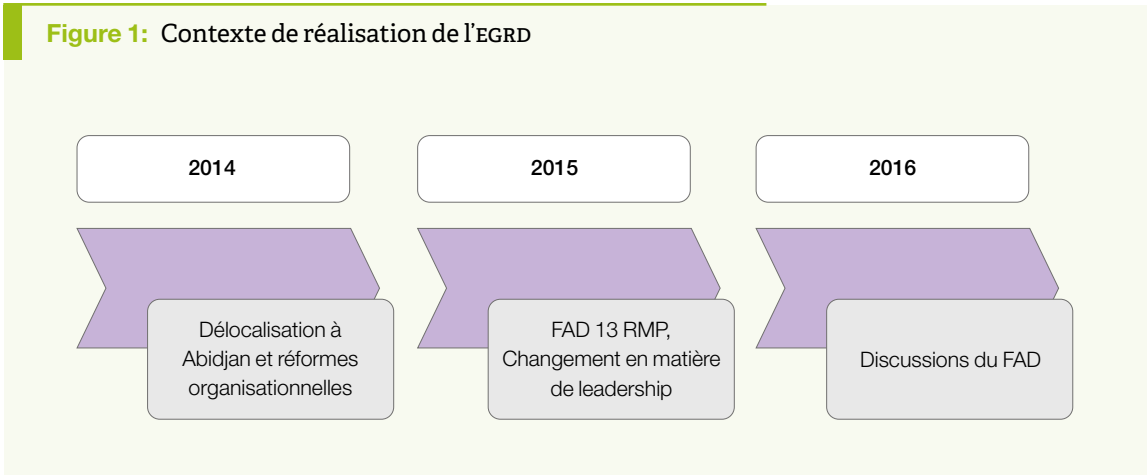 Figure 1: Contexte de réalisation de l'EGRD
2014
2015
2016
Délocalisation à
Abidjan et réformes
organisationnelles
FAD 13 RMP,
Changement en matière
de leadership
Discussions du FAD